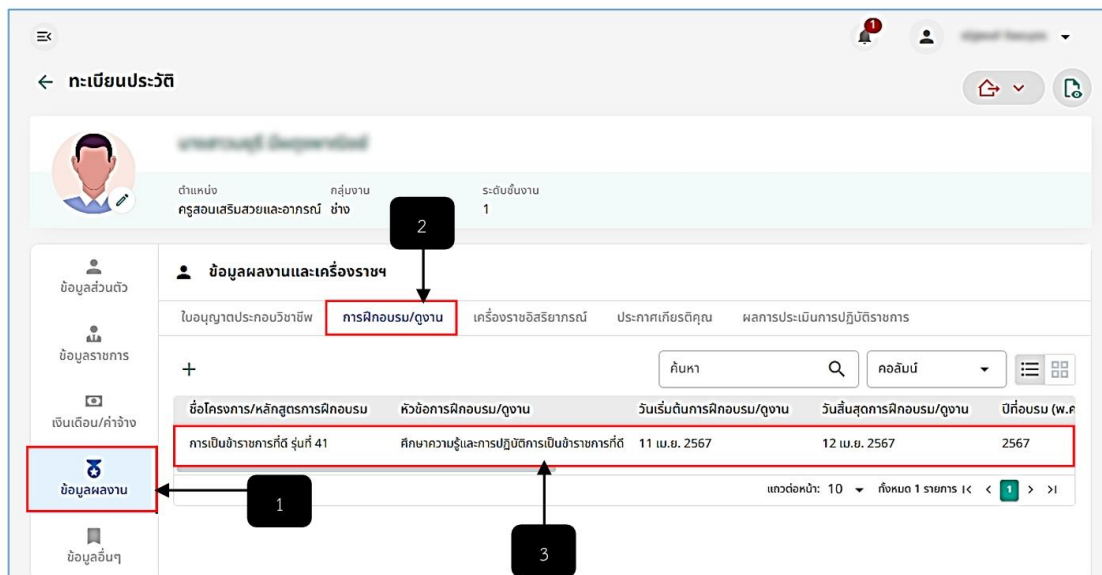 1
ทะเบียนประวัติ
ตำแหน่ง กลุ่มงาน ระดับชั้นงาน
ครูสอนเสริมสวยและอาภรณ์ ช่าง 1
2
ข้อมูลส่วนตัว
ข้อมูลผลงานและเครื่องราชฯ
ใบอนุญาตประกอบวิชาชีพ การฝึกอบรม/ดูงาน เครื่องราชอิสริยาภรณ์ ประกาศเกียรติคุณ ผลการประเมินการปฏิบัติราชการ
ข้อมูลราชการ
ค้นหา คอลัมน์
ชื่อโครงการ/หลักสูตรการฝึกอบรม หัวข้อการฝึกอบรม/ดูงาน วันเริ่มต้นการฝึกอบรม/ดูงาน วันสิ้นสุดการฝึกอบรม/ดูงาน ปีที่อบรม (พ.ศ
เงินเดือน/ค่าจ้าง
การเป็นข้าราชการที่ดี รุ่นที่ 41 ศึกษาความรู้และการปฏิบัติการเป็นข้าราชการที่ดี 11 เม.ย. 2567 12 เม.ย. 2567 2567
ข้อมูลผลงาน
แถวต่อหน้า: 10 ทั้งหมด 1 รายการ 1
1
3
ข้อมูลอื่นๆ